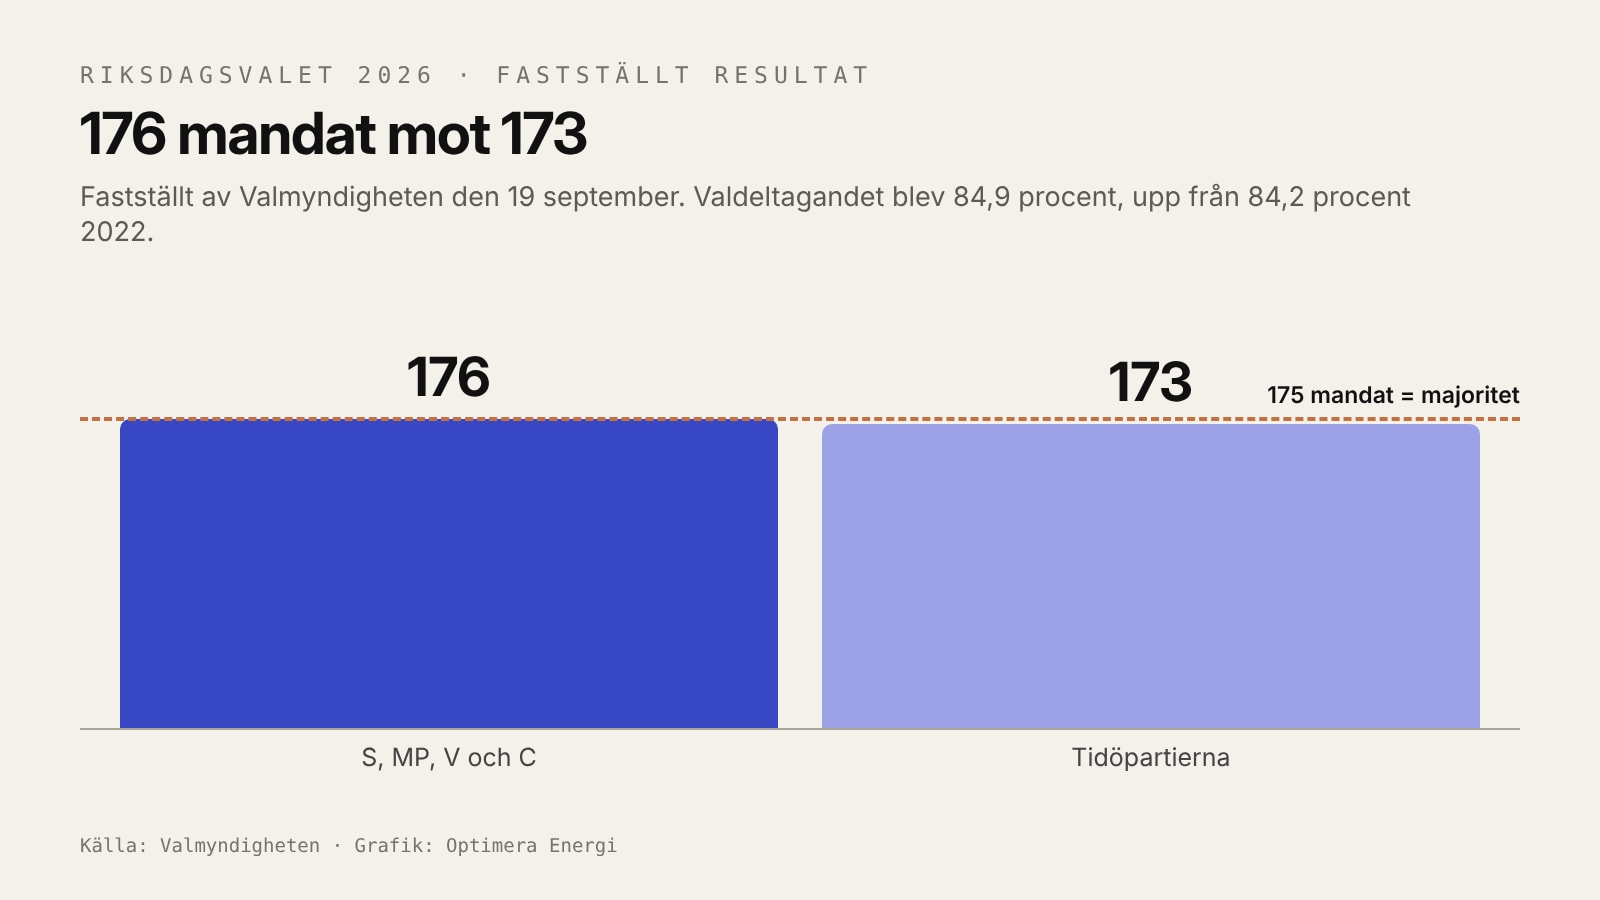 RIKSDAGSVALET 2026 · FASTSTÄLLT RESULTAT
176 mandat mot 173
Fastställt av Valmyndigheten den 19 september. Valdeltagandet blev 84,9 procent, upp från 84,2 procent
2022.
176
173
175 mandat = majoritet
S, MP, V och C
Tidöpartierna
Källa: Valmyndigheten · Grafik: Optimera Energi